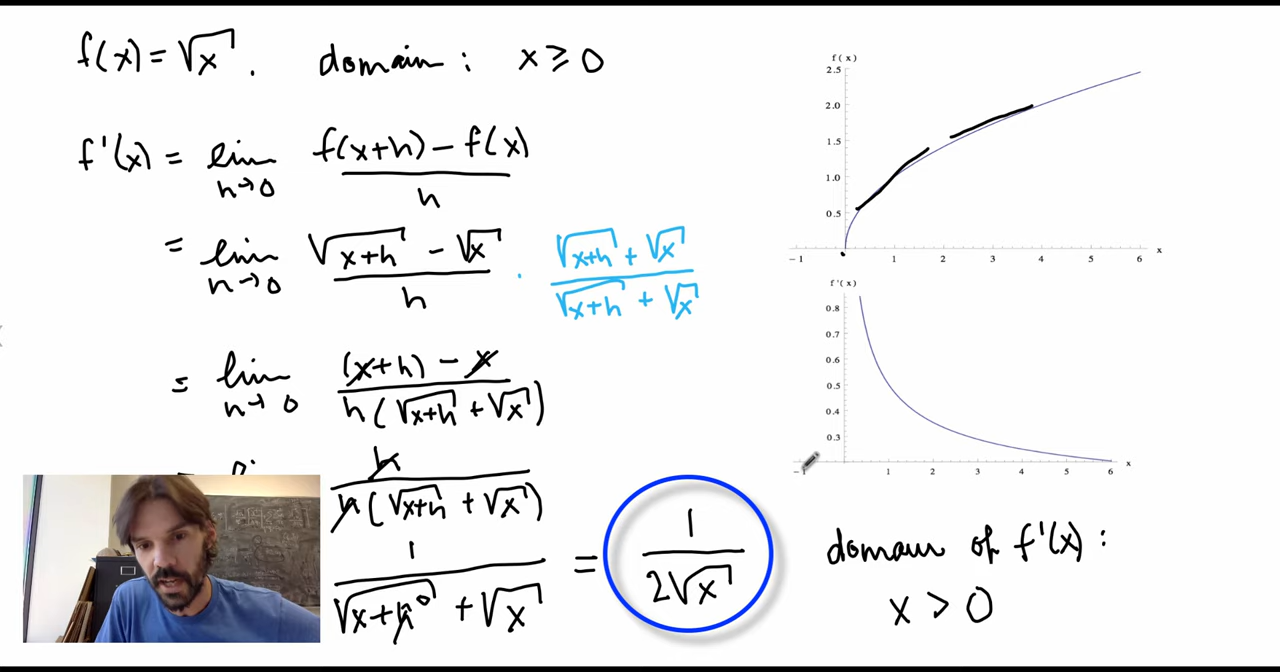 f(x) = √x . domain : x ≥ 0
f'(x) = lim h→0 f(x+h) − f(x) / h
= lim h→0 √x+h − √x / h · √x+h + √x / √x+h + √x
= lim h→0 (x+h) − x / h(√x+h + √x)
h / h(√x+h + √x)
1 / √x+h⁰ + √x = 1 / 2√x
f(x)
2.5
2.0
1.5
1.0
0.5
−1 1 2 3 4 5 6 x
f'(x)
0.8
0.7
0.6
0.5
0.4
0.3
−1 1 2 3 4 5 6 x
domain of f'(x) :
x > 0